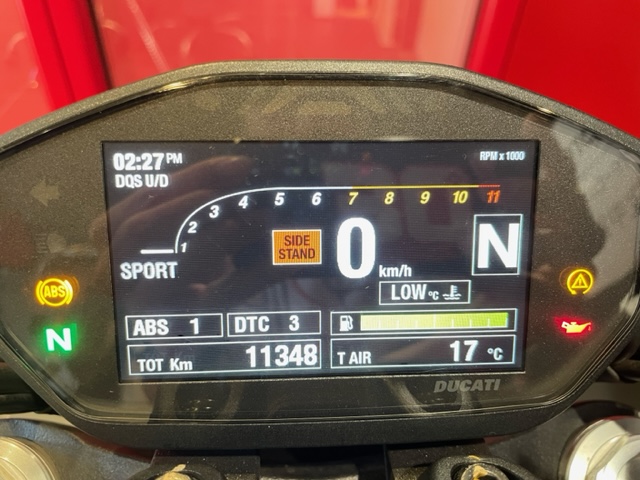 02:27 PM
RPM x 1000
DQS U/D
1 2 3 4 5 6 7 8 9 10 11
SIDE
STAND
0 km/h
N
SPORT
LOW °C
ABS
N
ABS 1
DTC 3
TOT Km 11348
T AIR 17 °C
DUCATI